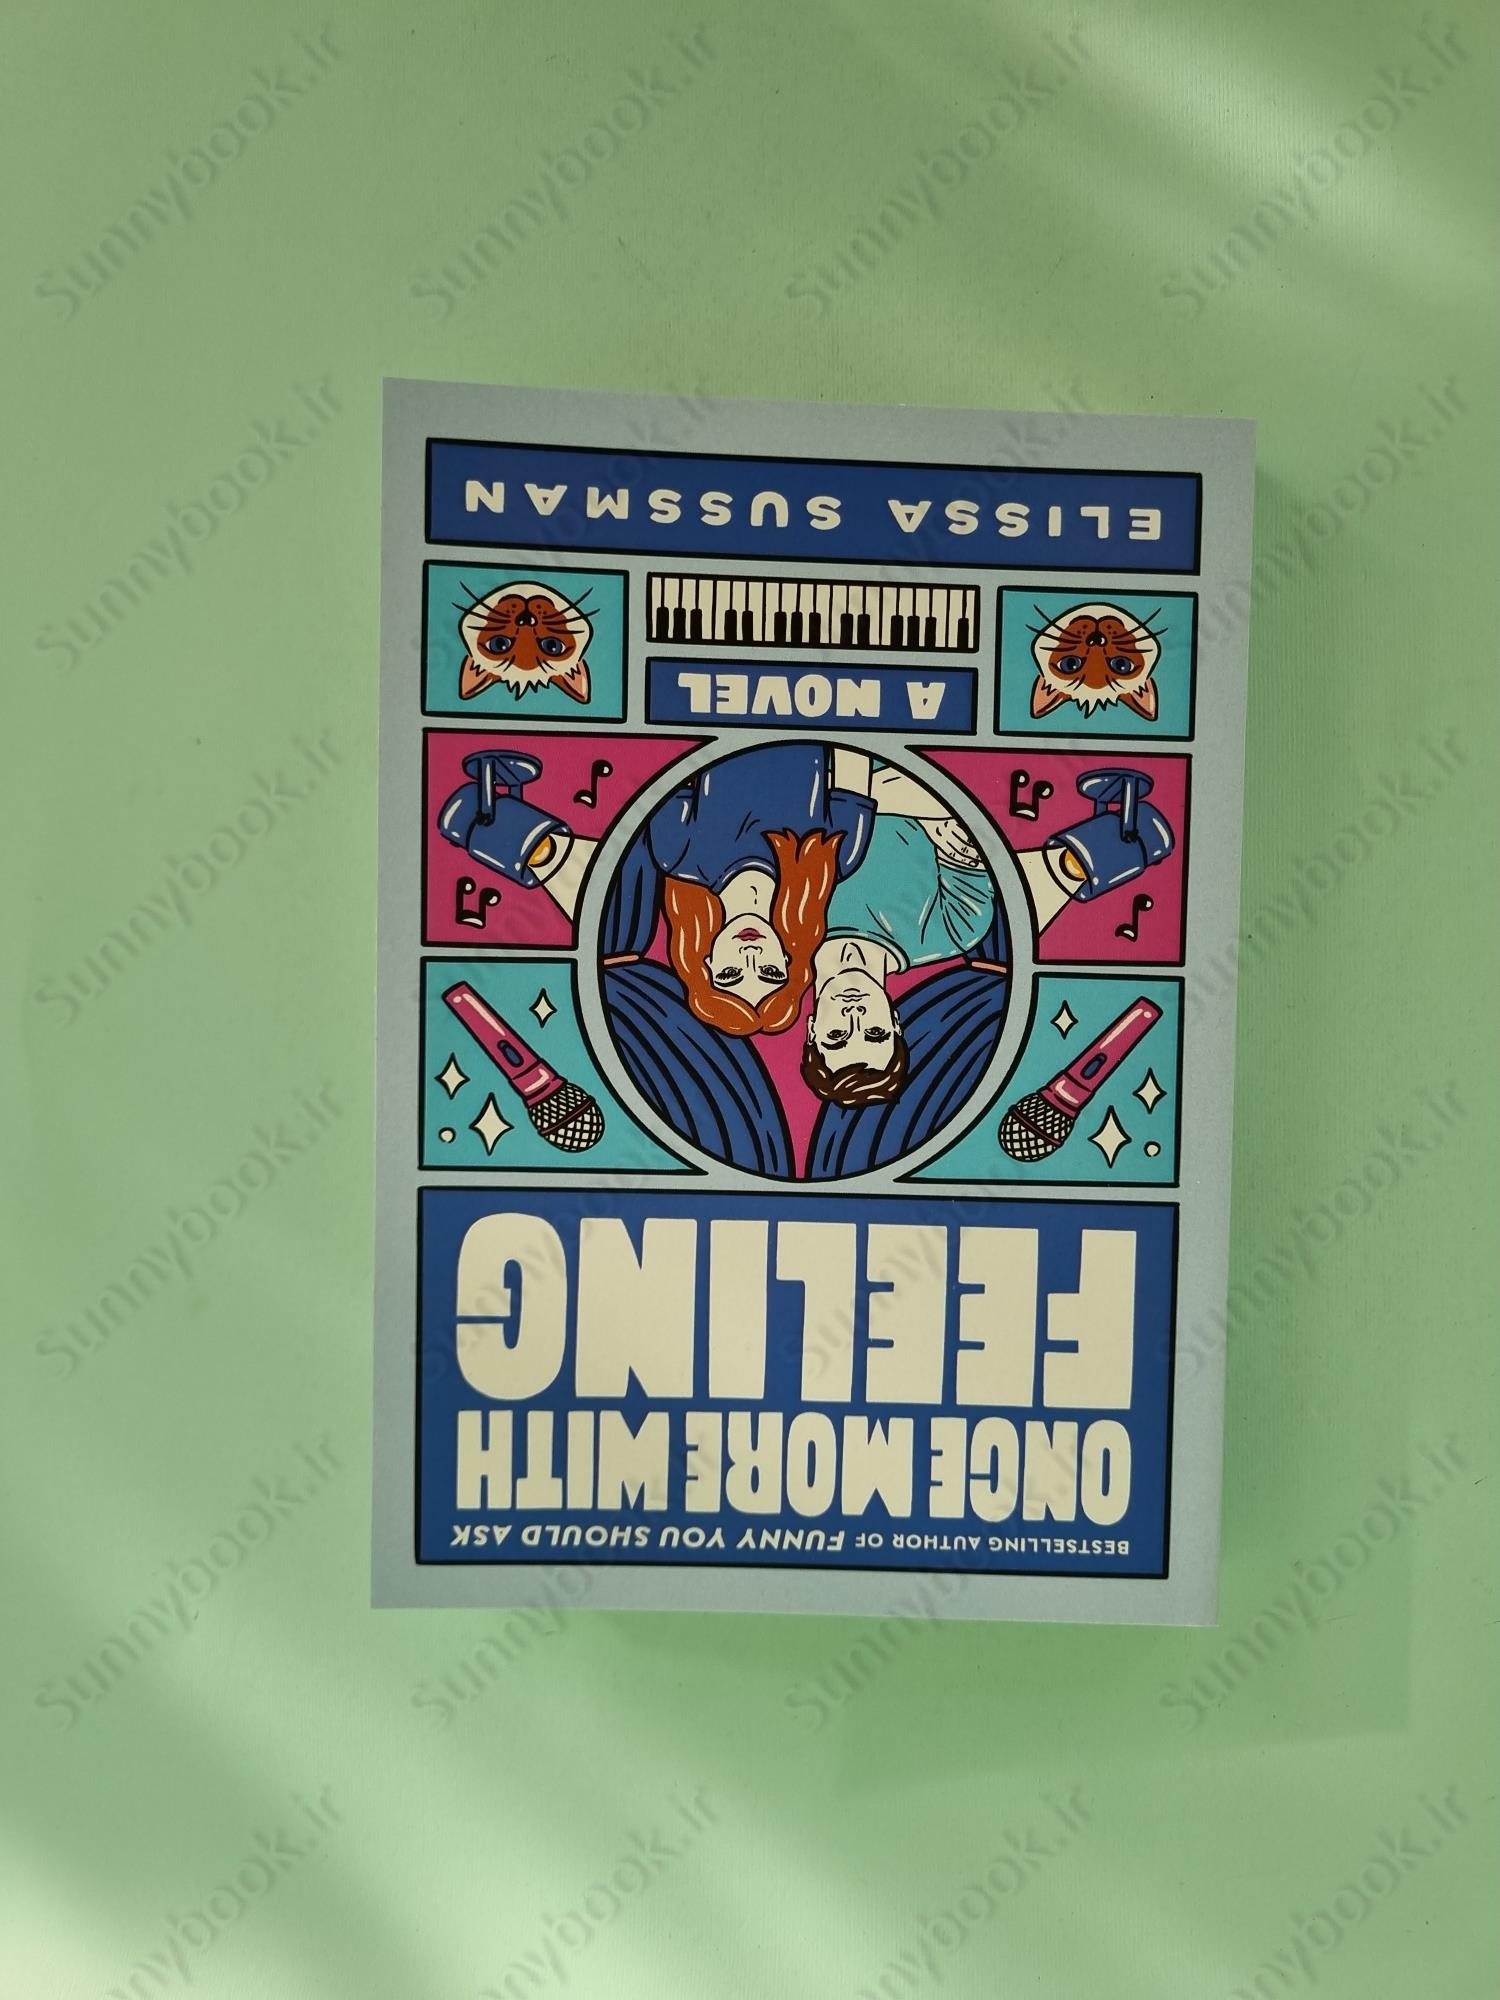 BESTSELLING AUTHOR OF FUNNY YOU SHOULD ASK
ONCE MORE WITH
FEELING
A NOVEL
ELISSA SUSSMAN
Sunnybook.ir